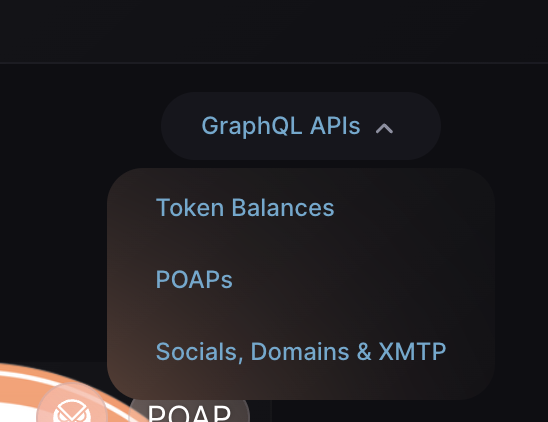 GraphQL APIs
Token Balances
POAPs
Socials, Domains & XMTP
POAP